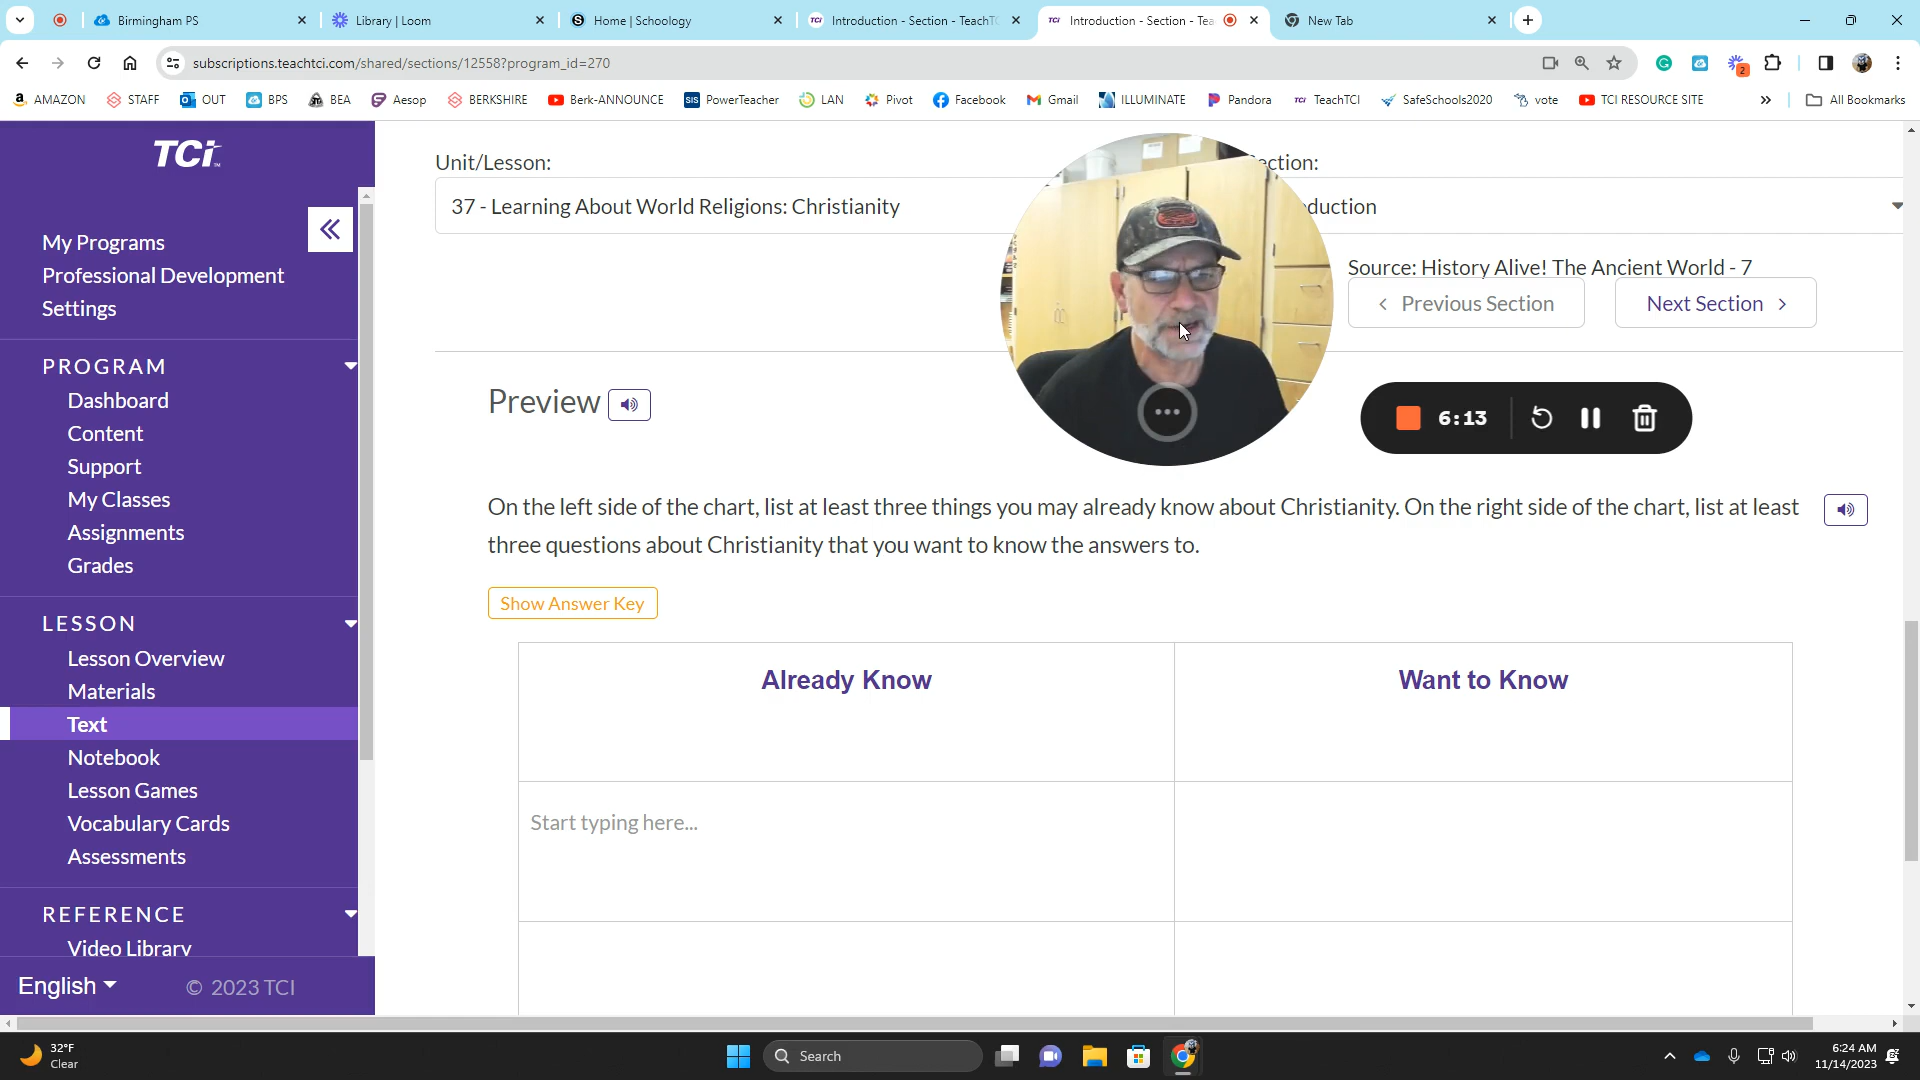 Birmingham PS
Library | Loom
Home | Schoology
Introduction - Section - TeachTC
Introduction - Section - Tea
New Tab
subscriptions.teachtci.com/shared/sections/12558?program_id=270
2
AMAZON
STAFF
OUT
BPS
BEA
Aesop
BERKSHIRE
Berk-ANNOUNCE
SIS PowerTeacher
LAN
Pivot
Facebook
Gmail
ILLUMINATE
Pandora
TeachTCI
SafeSchools2020
vote
TCI RESOURCE SITE
All Bookmarks
TCi
My Programs
Professional Development
Settings
PROGRAM
Dashboard
Content
Support
My Classes
Assignments
Grades
LESSON
Lesson Overview
Materials
Text
Notebook
Lesson Games
Vocabulary Cards
Assessments
REFERENCE
Video Library
English
© 2023 TCI
Unit/Lesson:
ection:
37 - Learning About World Religions: Christianity
duction
Source: History Alive! The Ancient World - 7
Previous Section
Next Section
Preview
6:13
On the left side of the chart, list at least three things you may already know about Christianity. On the right side of the chart, list at least
three questions about Christianity that you want to know the answers to.
Show Answer Key
Already Know
Want to Know
Start typing here...
32°F
Clear
Search
6:24 AM
11/14/2023